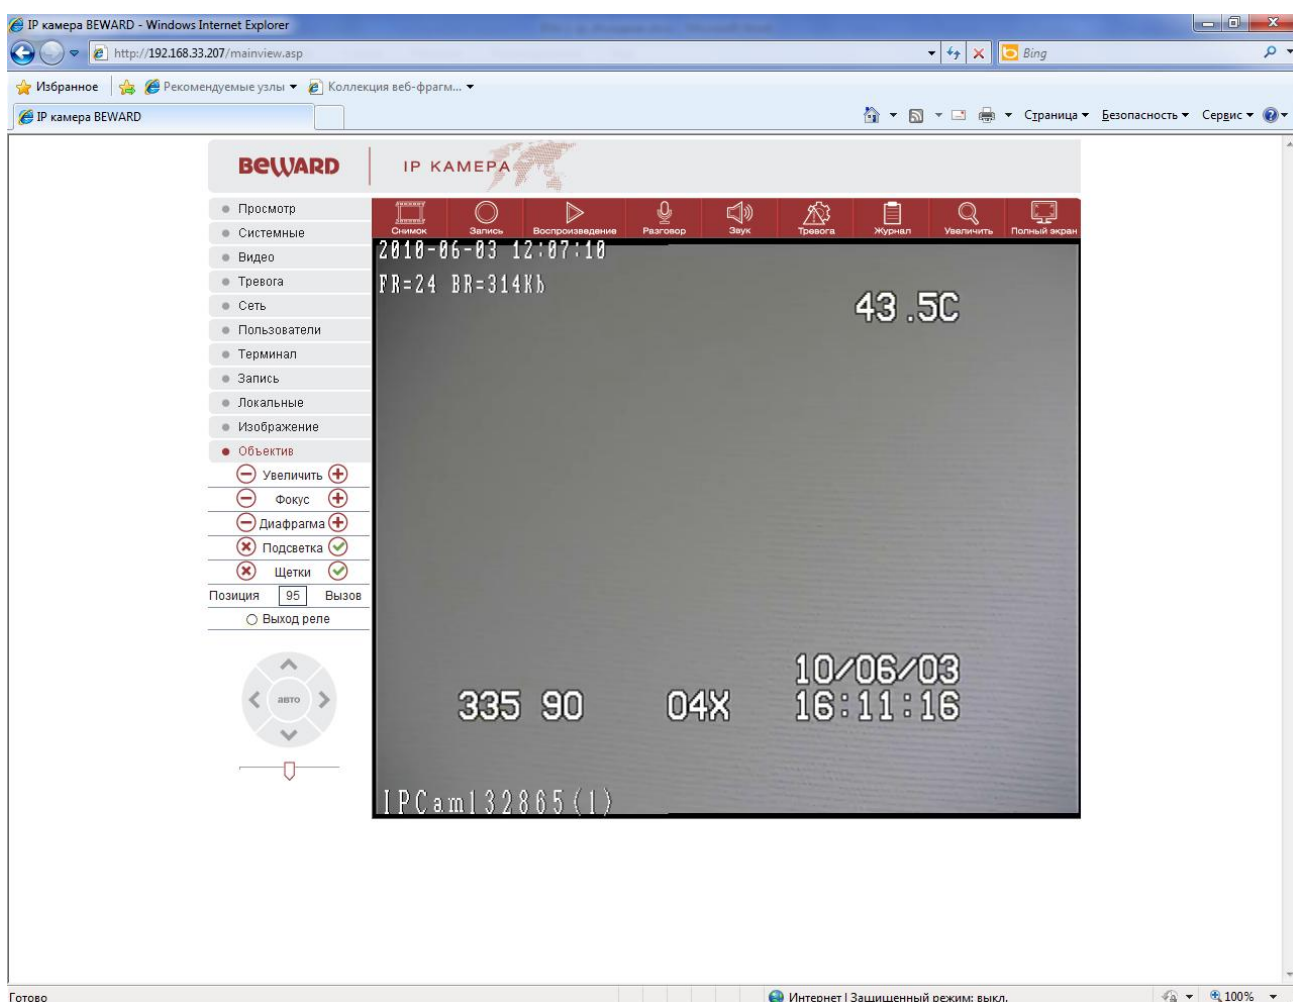 IP камера BEWARD - Windows Internet Explorer
http://192.168.33.207/mainview.asp
Bing
Избранное
Рекомендуемые узлы
Коллекция веб-фрагм...
IP камера BEWARD
Страница
Безопасность
Сервис
BEWARD
IP КАМЕРА
Просмотр
Системные
Видео
Тревога
Сеть
Пользователи
Терминал
Запись
Локальные
Изображение
Объектив
Увеличить
Фокус
Диафрагма
Подсветка
Щетки
Позиция 95 Вызов
Выход реле
авто
Снимок
Запись
Воспроизведение
Разговор
Звук
Тревога
Журнал
Увеличить
Полный экран
2010-06-03 12:07:10
FR=24 BR=314Kb
43.5C
10/06/03
335 90 04X 16:11:16
IPCam132865(1)
Готово
Интернет | Защищенный режим: выкл.
100%